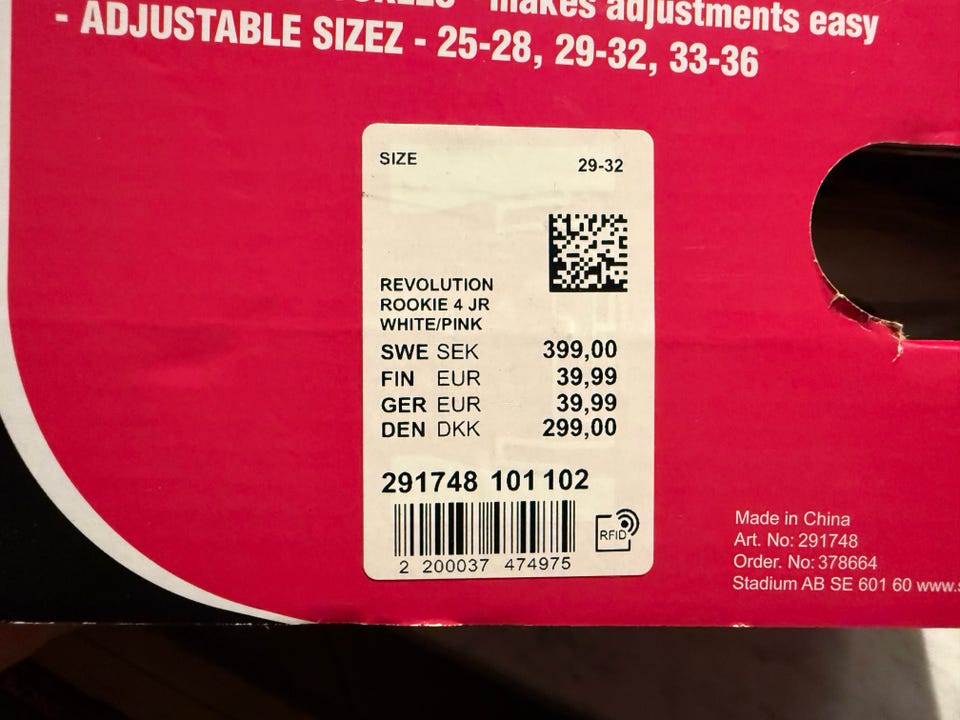 makes adjustments easy
- ADJUSTABLE SIZEZ - 25-28, 29-32, 33-36
SIZE 29-32
REVOLUTION
ROOKIE 4 JR
WHITE/PINK
SWE SEK 399,00
FIN EUR 39,99
GER EUR 39,99
DEN DKK 299,00
291748 101 102
RFID
2 200037 474975
Made in China
Art. No: 291748
Order. No: 378664
Stadium AB SE 601 60 www.